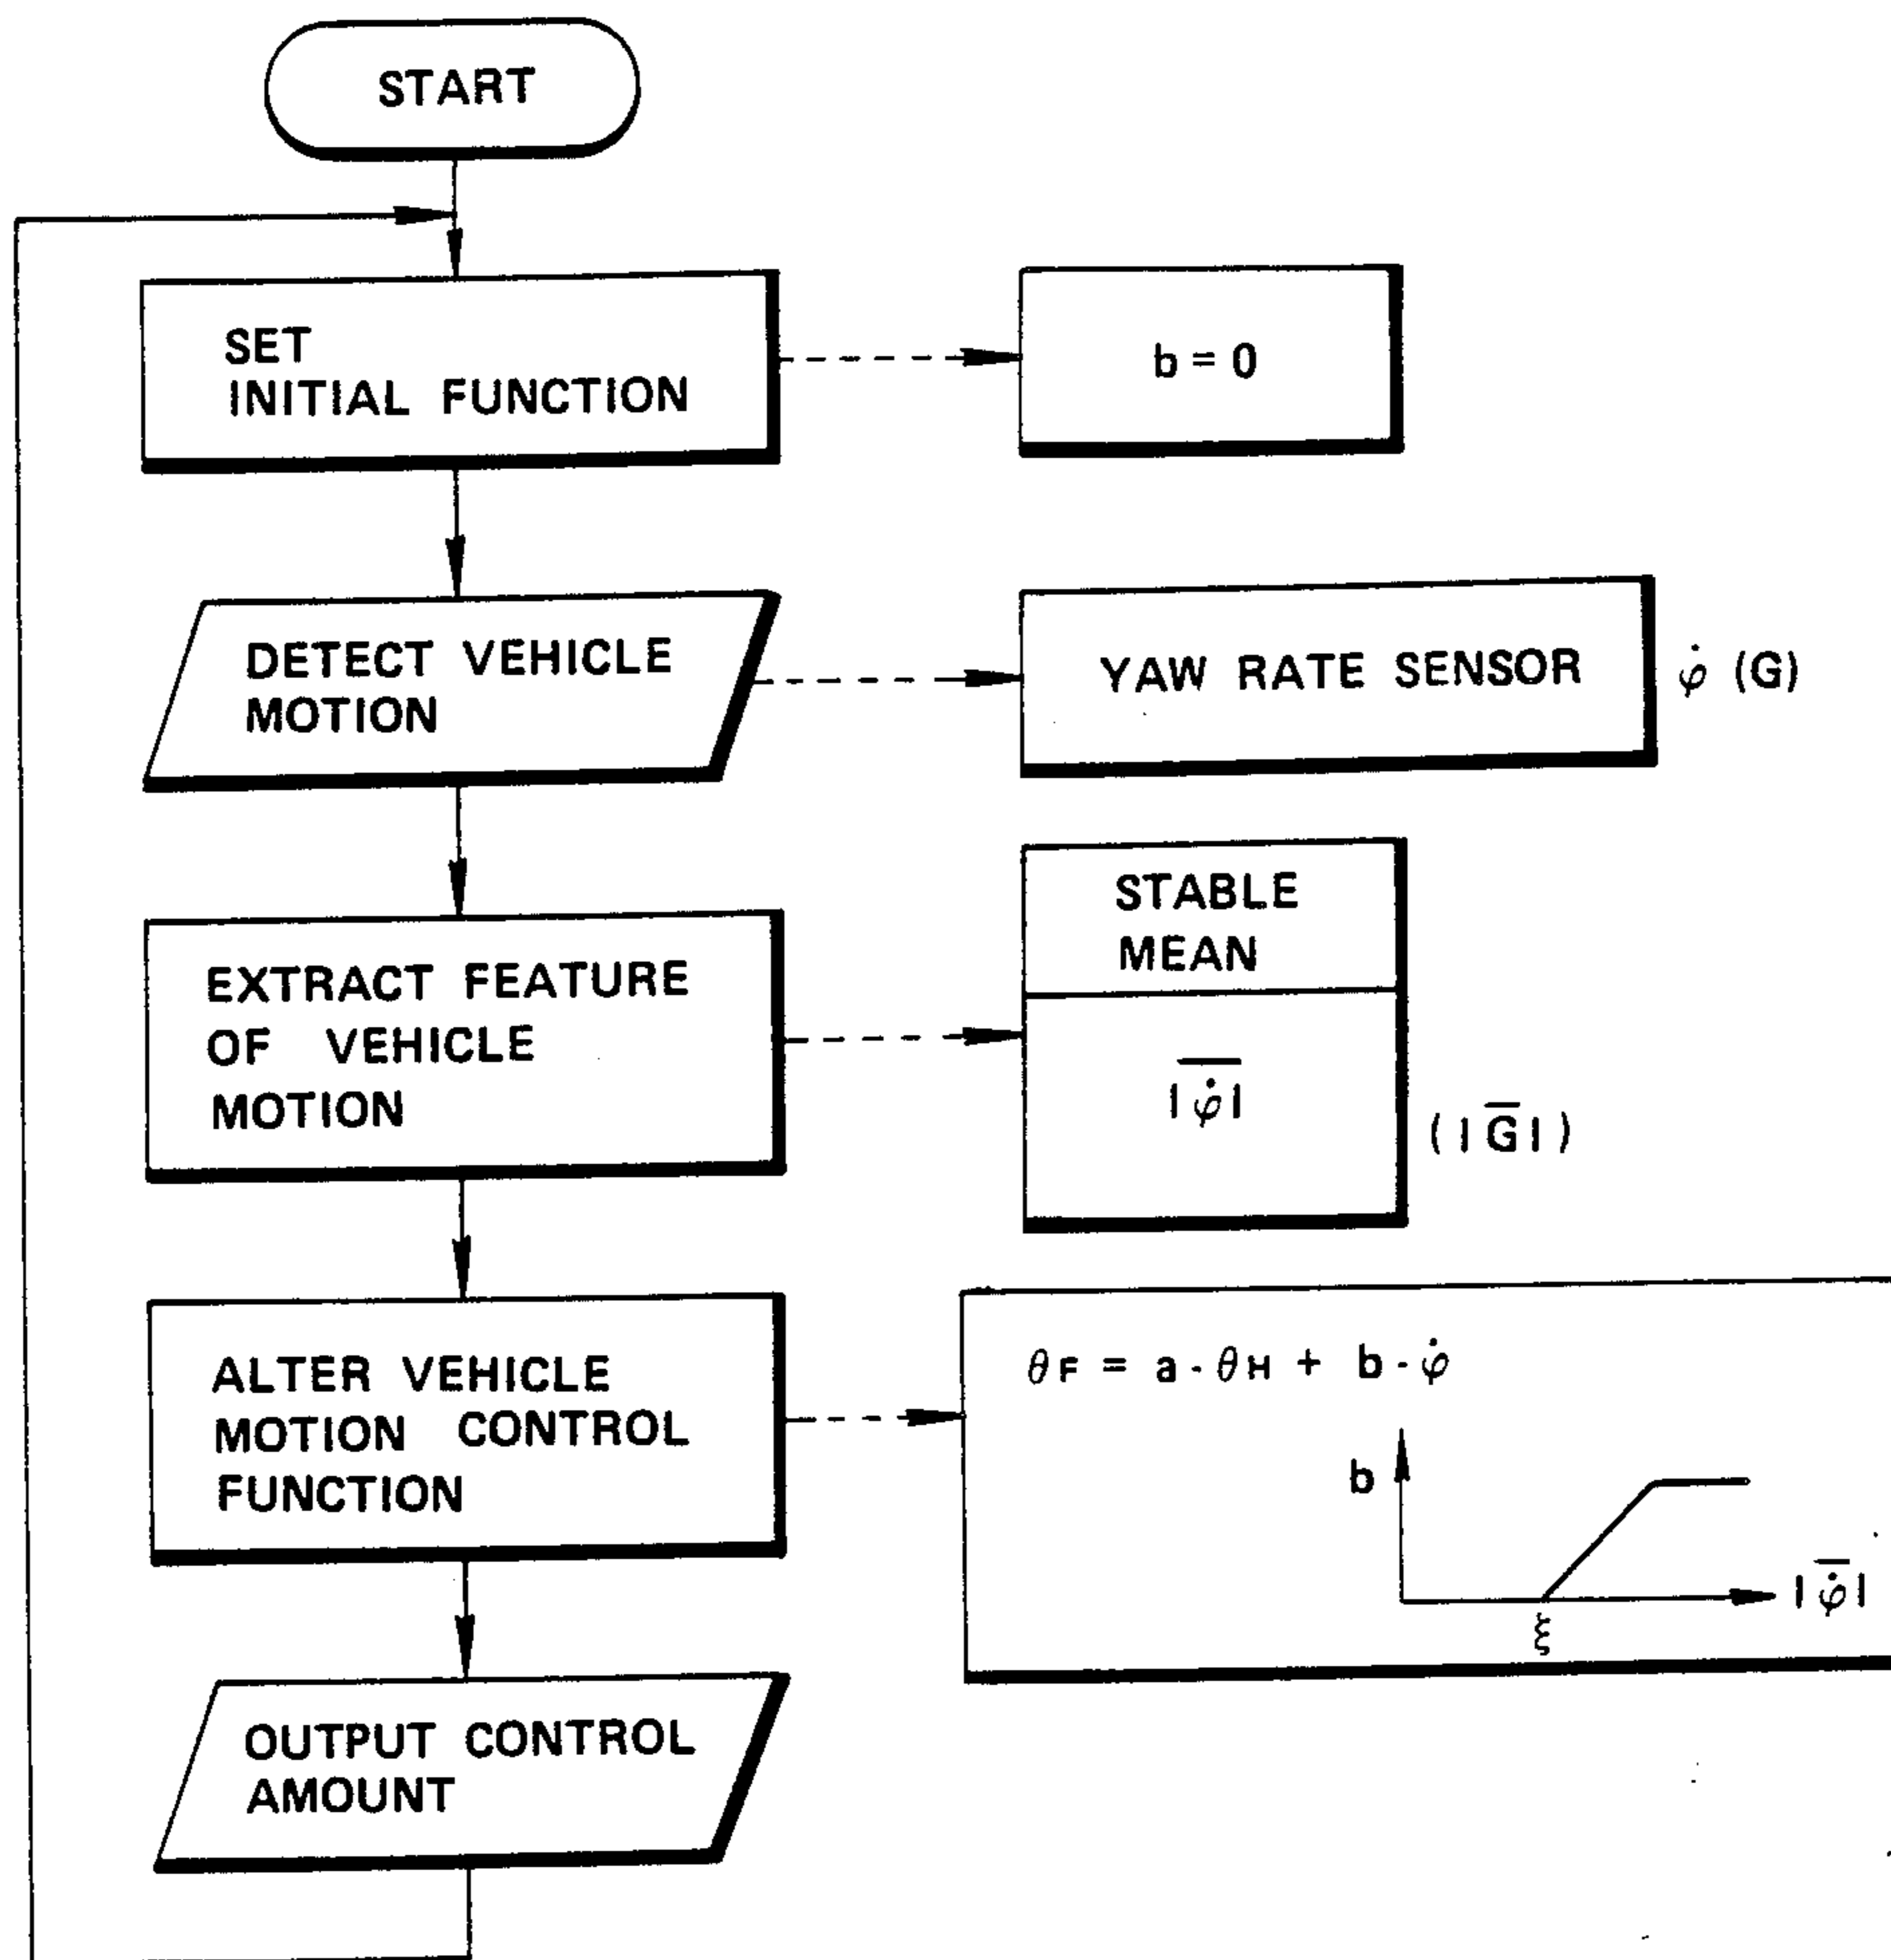 START
SET
INITIAL FUNCTION
b = 0
DETECT VEHICLE
MOTION
YAW RATE SENSOR
φ̇ (G)
EXTRACT FEATURE
OF VEHICLE
MOTION
STABLE
MEAN
|φ̇̅|
(|G̅|)
ALTER VEHICLE
MOTION CONTROL
FUNCTION
θF = a · θH + b · φ̇
b
|φ̇̅|
ξ
OUTPUT CONTROL
AMOUNT